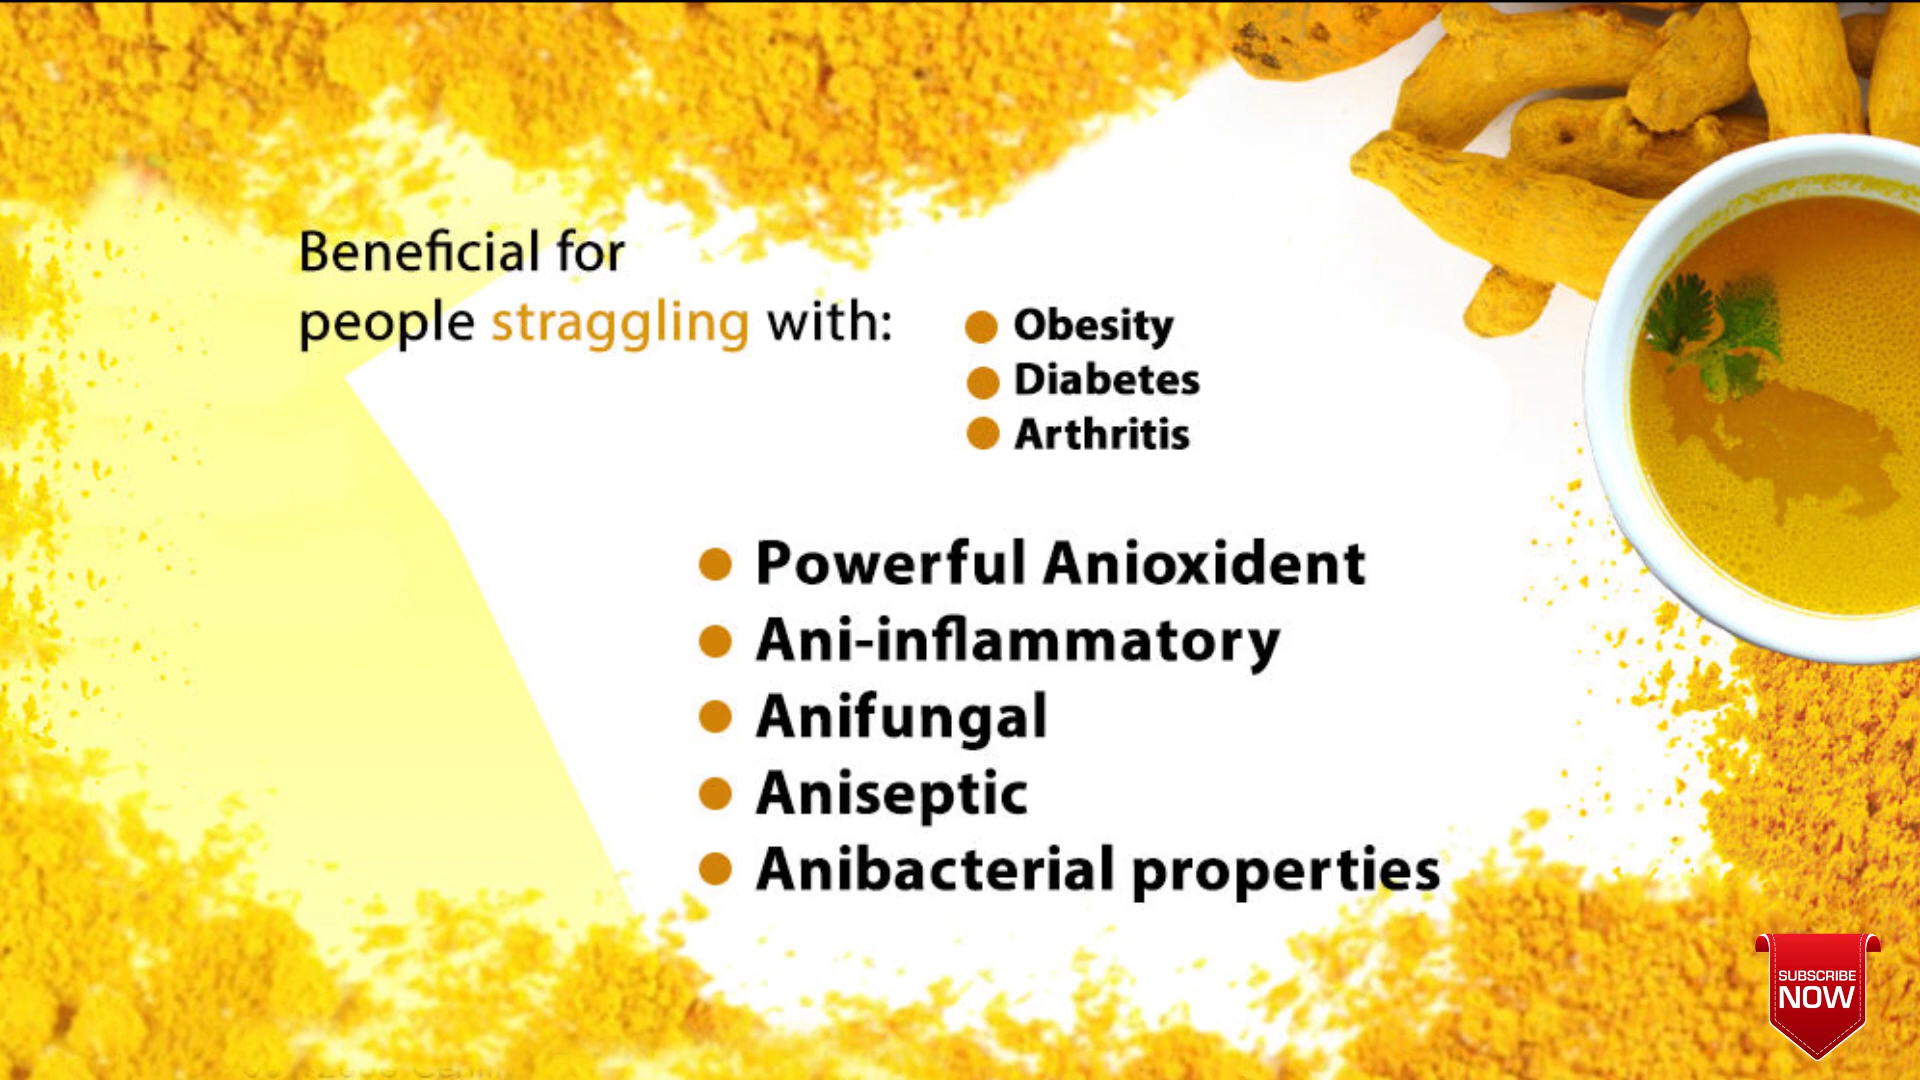 Beneficial for
people straggling with:
Obesity
Diabetes
Arthritis
Powerful Anioxident
Ani-inflammatory
Anifungal
Aniseptic
Anibacterial properties
SUBSCRIBE
NOW